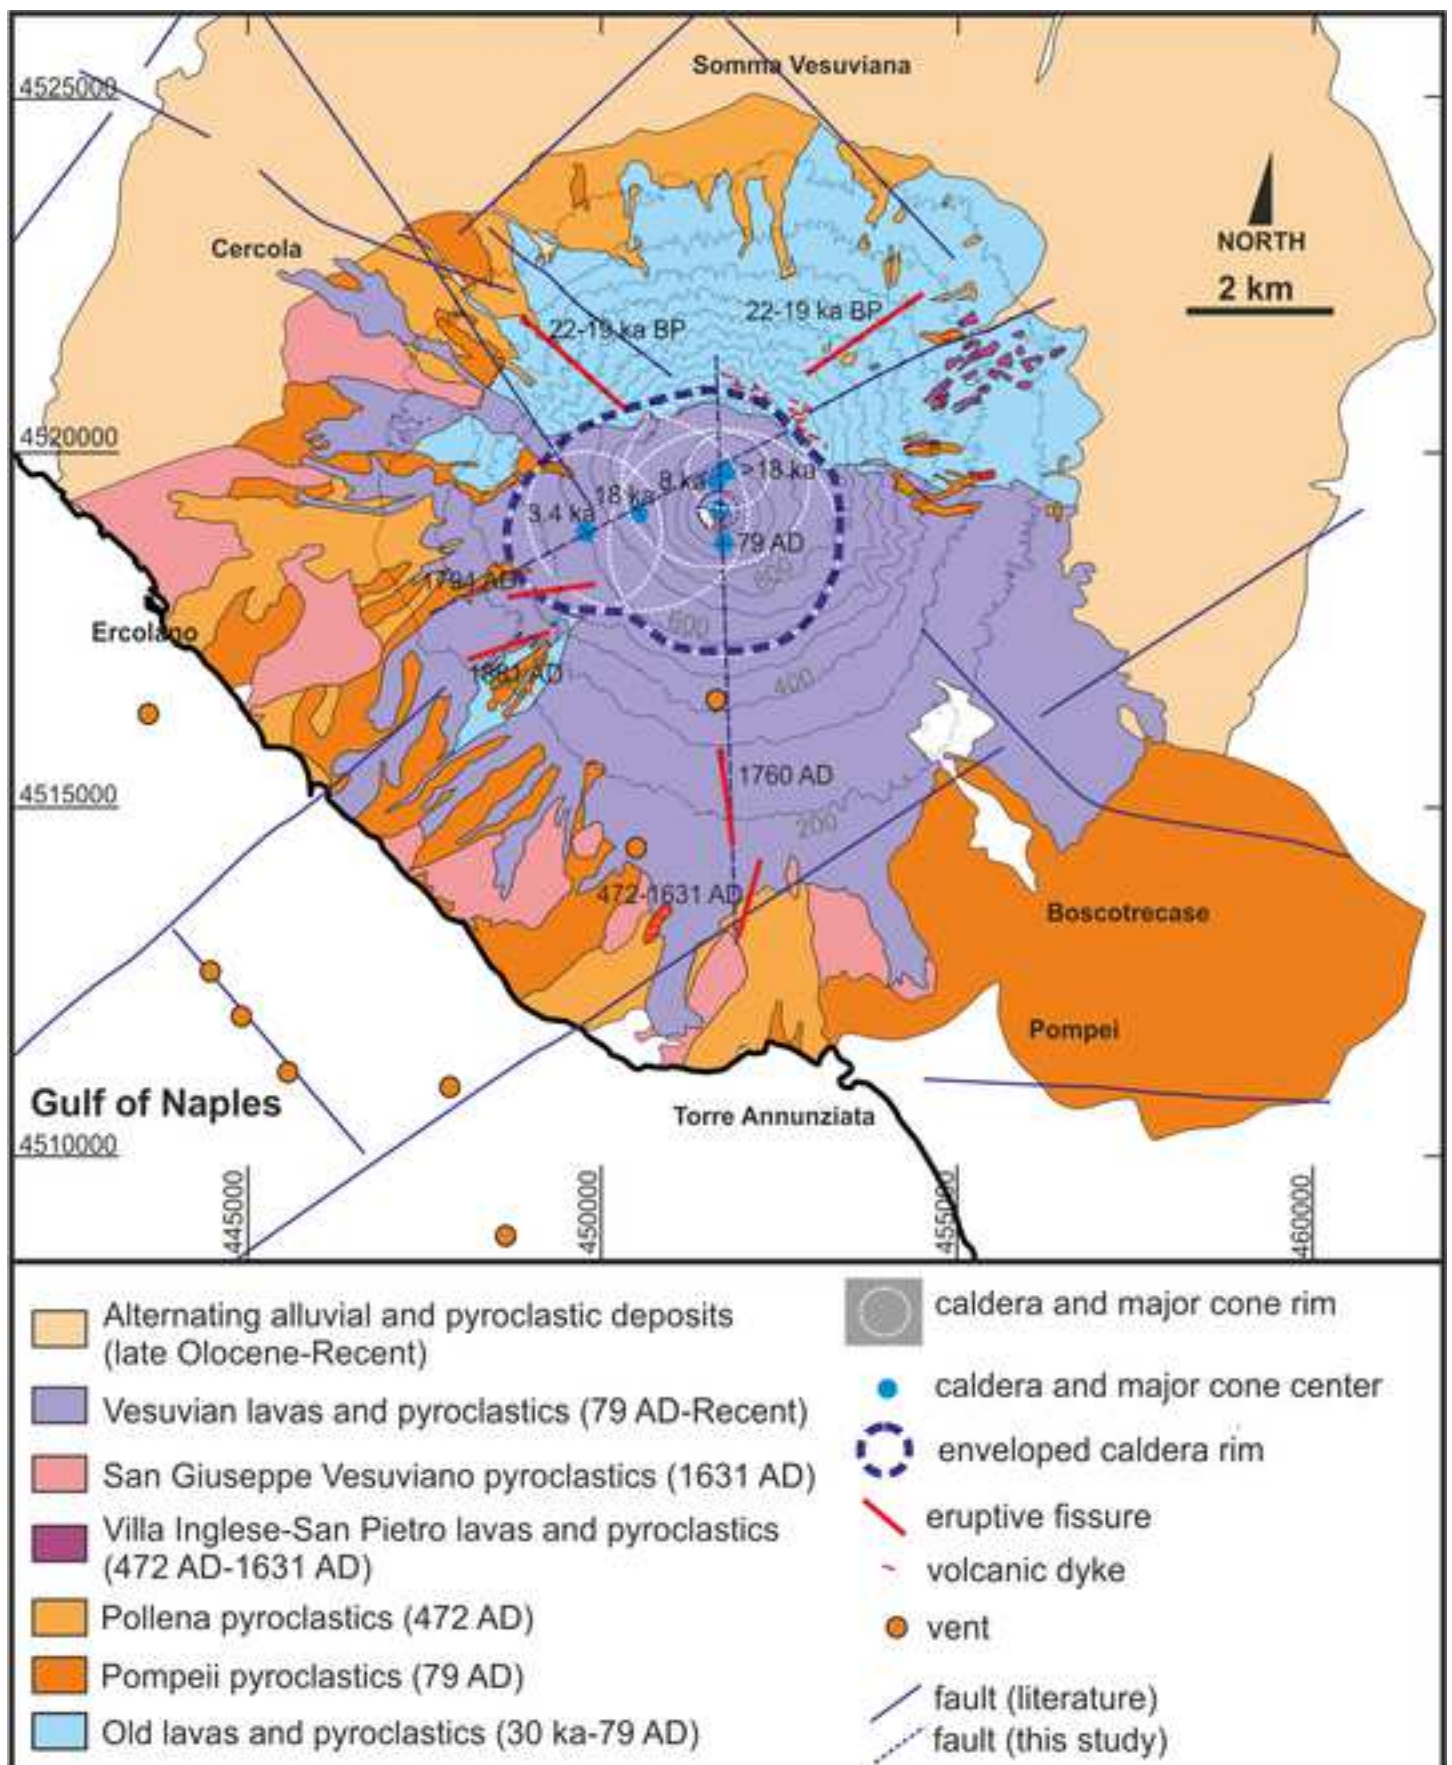 Somma Vesuviana
4525000
NORTH
2 km
Cercola
22-19 ka BP
22-19 ka BP
4520000
8 ka
>18 ka
18 ka
3.4 ka
79 AD
800
1794 AD
600
Ercolano
1881 AD
400
1760 AD
4515000
200
472-1631 AD
Boscotrecase
Pompei
Gulf of Naples
Torre Annunziata
4510000
445000
450000
455000
460000
Alternating alluvial and pyroclastic deposits
(late Olocene-Recent)
Vesuvian lavas and pyroclastics (79 AD-Recent)
San Giuseppe Vesuviano pyroclastics (1631 AD)
Villa Inglese-San Pietro lavas and pyroclastics
(472 AD-1631 AD)
Pollena pyroclastics (472 AD)
Pompeii pyroclastics (79 AD)
Old lavas and pyroclastics (30 ka-79 AD)
caldera and major cone rim
caldera and major cone center
enveloped caldera rim
eruptive fissure
volcanic dyke
vent
fault (literature)
fault (this study)